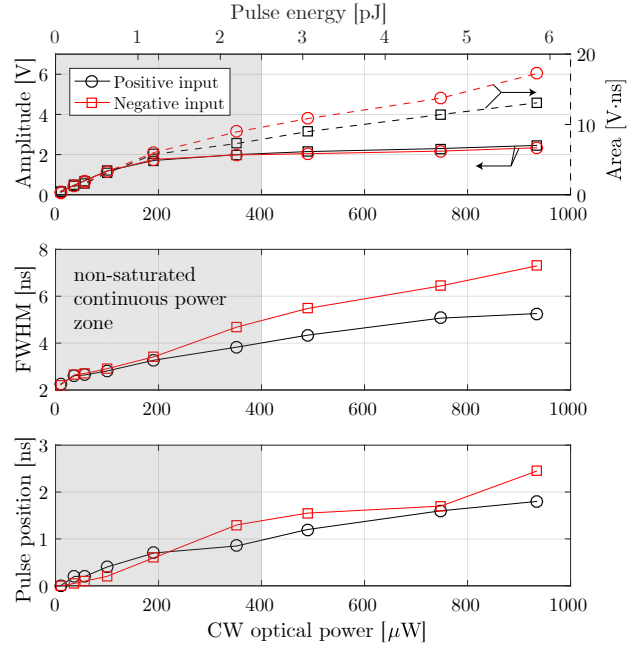 Pulse energy [pJ]
0 1 2 3 4 5 6
Amplitude [V]
6
4
2
0
Positive input
Negative input
20
10
0
Area [V·ns]
0 200 400 600 800 1000
FWHM [ns]
8
6
4
2
non-saturated
continuous power
zone
0 200 400 600 800 1000
Pulse position [ns]
3
2
1
0
0 200 400 600 800 1000
CW optical power [μW]